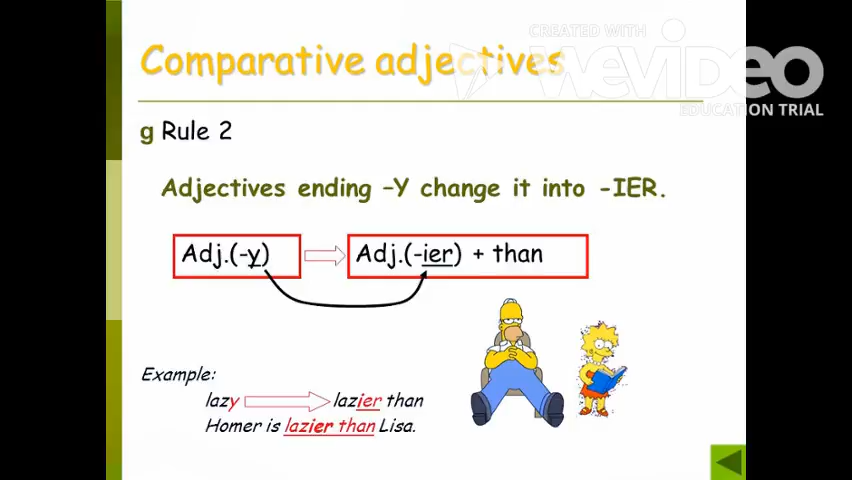 CREATED WITH
Comparative adjectives
wevideo
EDUCATION TRIAL
g Rule 2
Adjectives ending –Y change it into -IER.
Adj.(-y) Adj.(-ier) + than
Example:
lazy lazier than
Homer is lazier than Lisa.